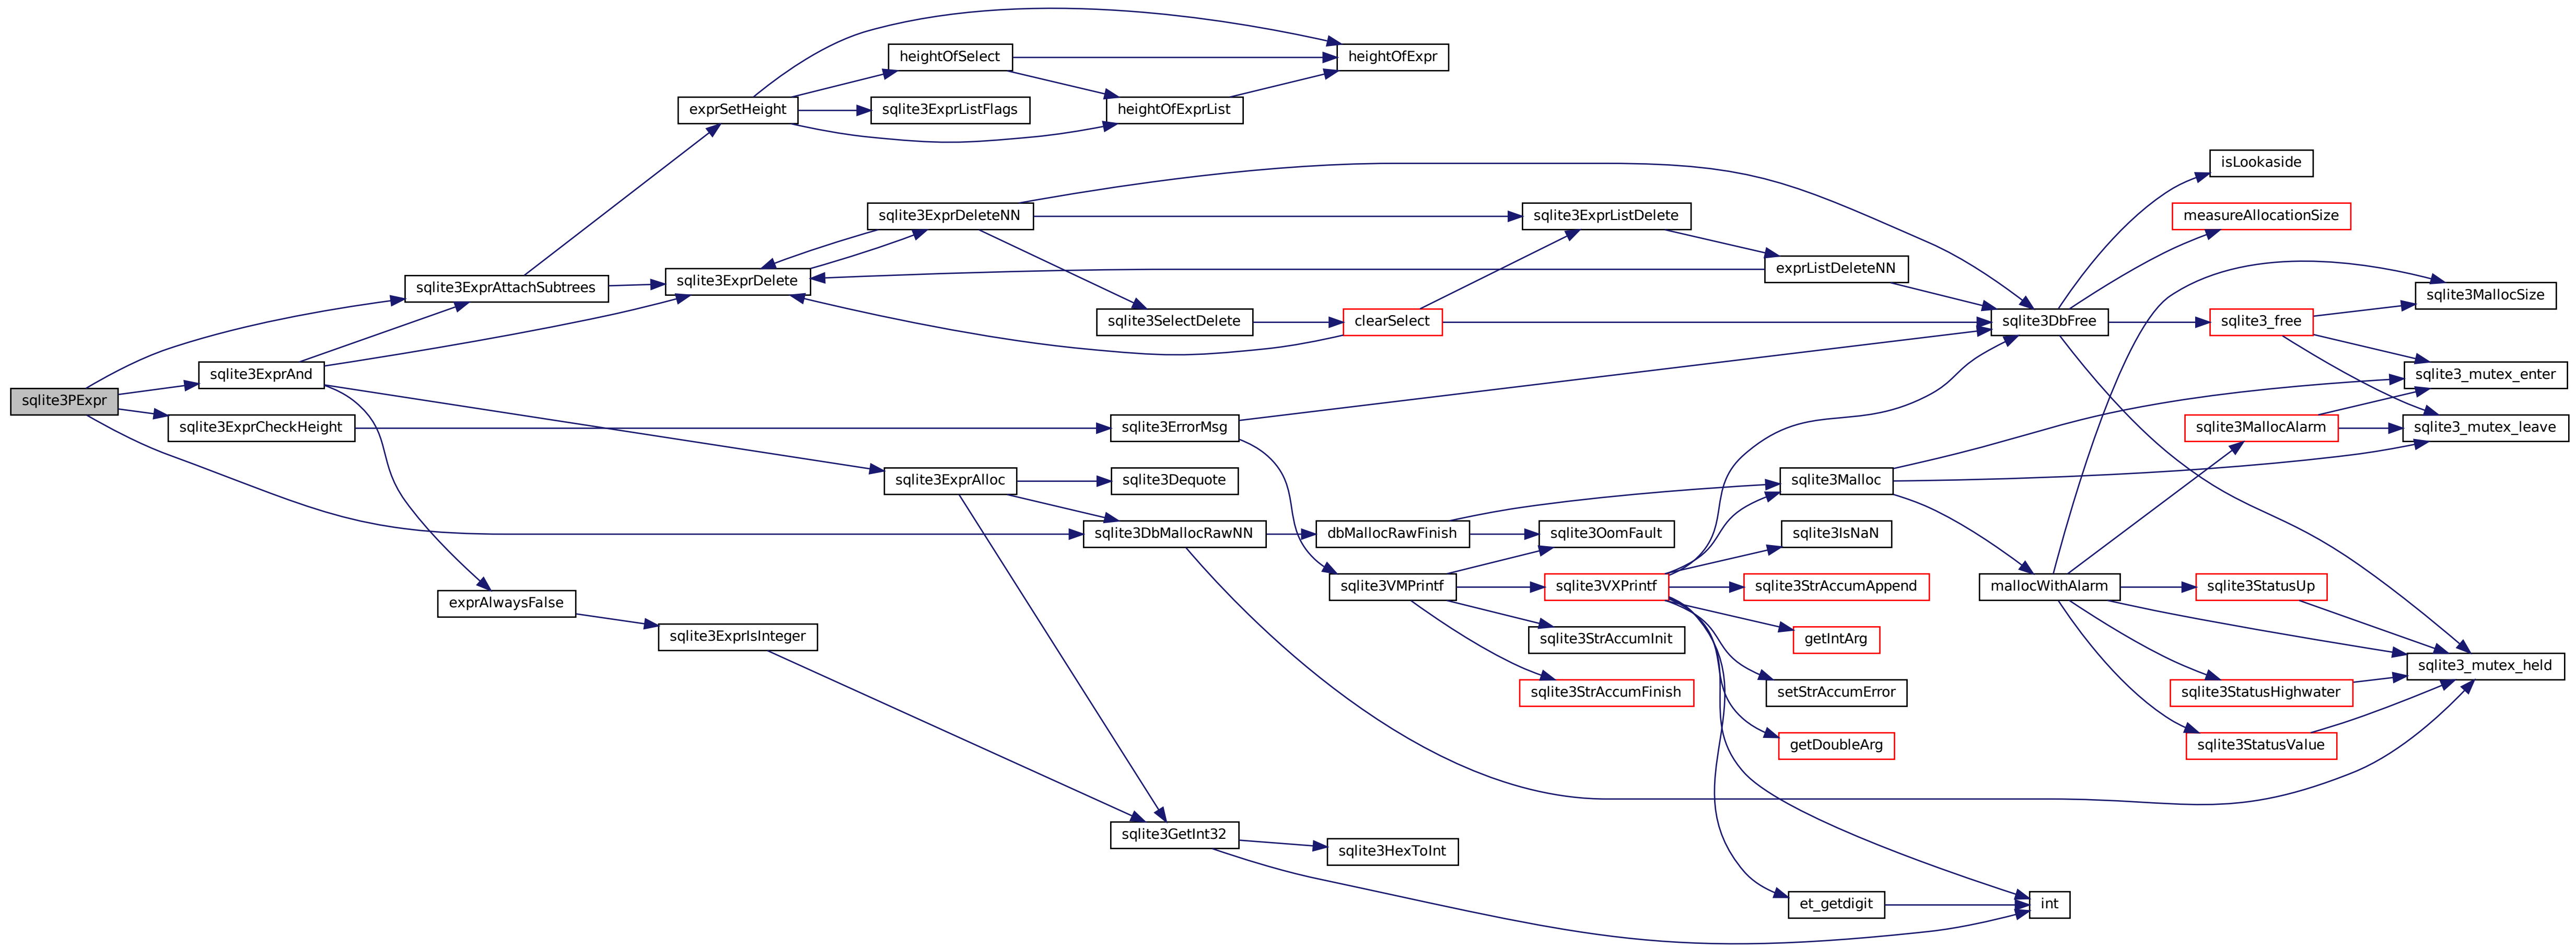 sqlite3PExpr
sqlite3ExprAttachSubtrees
sqlite3ExprAnd
sqlite3ExprCheckHeight
exprAlwaysFalse
exprSetHeight
sqlite3ExprDelete
sqlite3ExprIsInteger
heightOfSelect
sqlite3ExprListFlags
sqlite3ExprDeleteNN
sqlite3ExprAlloc
heightOfExprList
sqlite3SelectDelete
sqlite3ErrorMsg
sqlite3Dequote
sqlite3DbMallocRawNN
sqlite3GetInt32
heightOfExpr
clearSelect
dbMallocRawFinish
sqlite3VMPrintf
sqlite3HexToInt
sqlite3ExprListDelete
sqlite3OomFault
sqlite3VXPrintf
sqlite3StrAccumInit
sqlite3StrAccumFinish
exprListDeleteNN
sqlite3Malloc
sqlite3IsNaN
sqlite3StrAccumAppend
getIntArg
setStrAccumError
getDoubleArg
et_getdigit
sqlite3DbFree
mallocWithAlarm
int
isLookaside
measureAllocationSize
sqlite3_free
sqlite3MallocAlarm
sqlite3StatusUp
sqlite3StatusHighwater
sqlite3StatusValue
sqlite3MallocSize
sqlite3_mutex_enter
sqlite3_mutex_leave
sqlite3_mutex_held